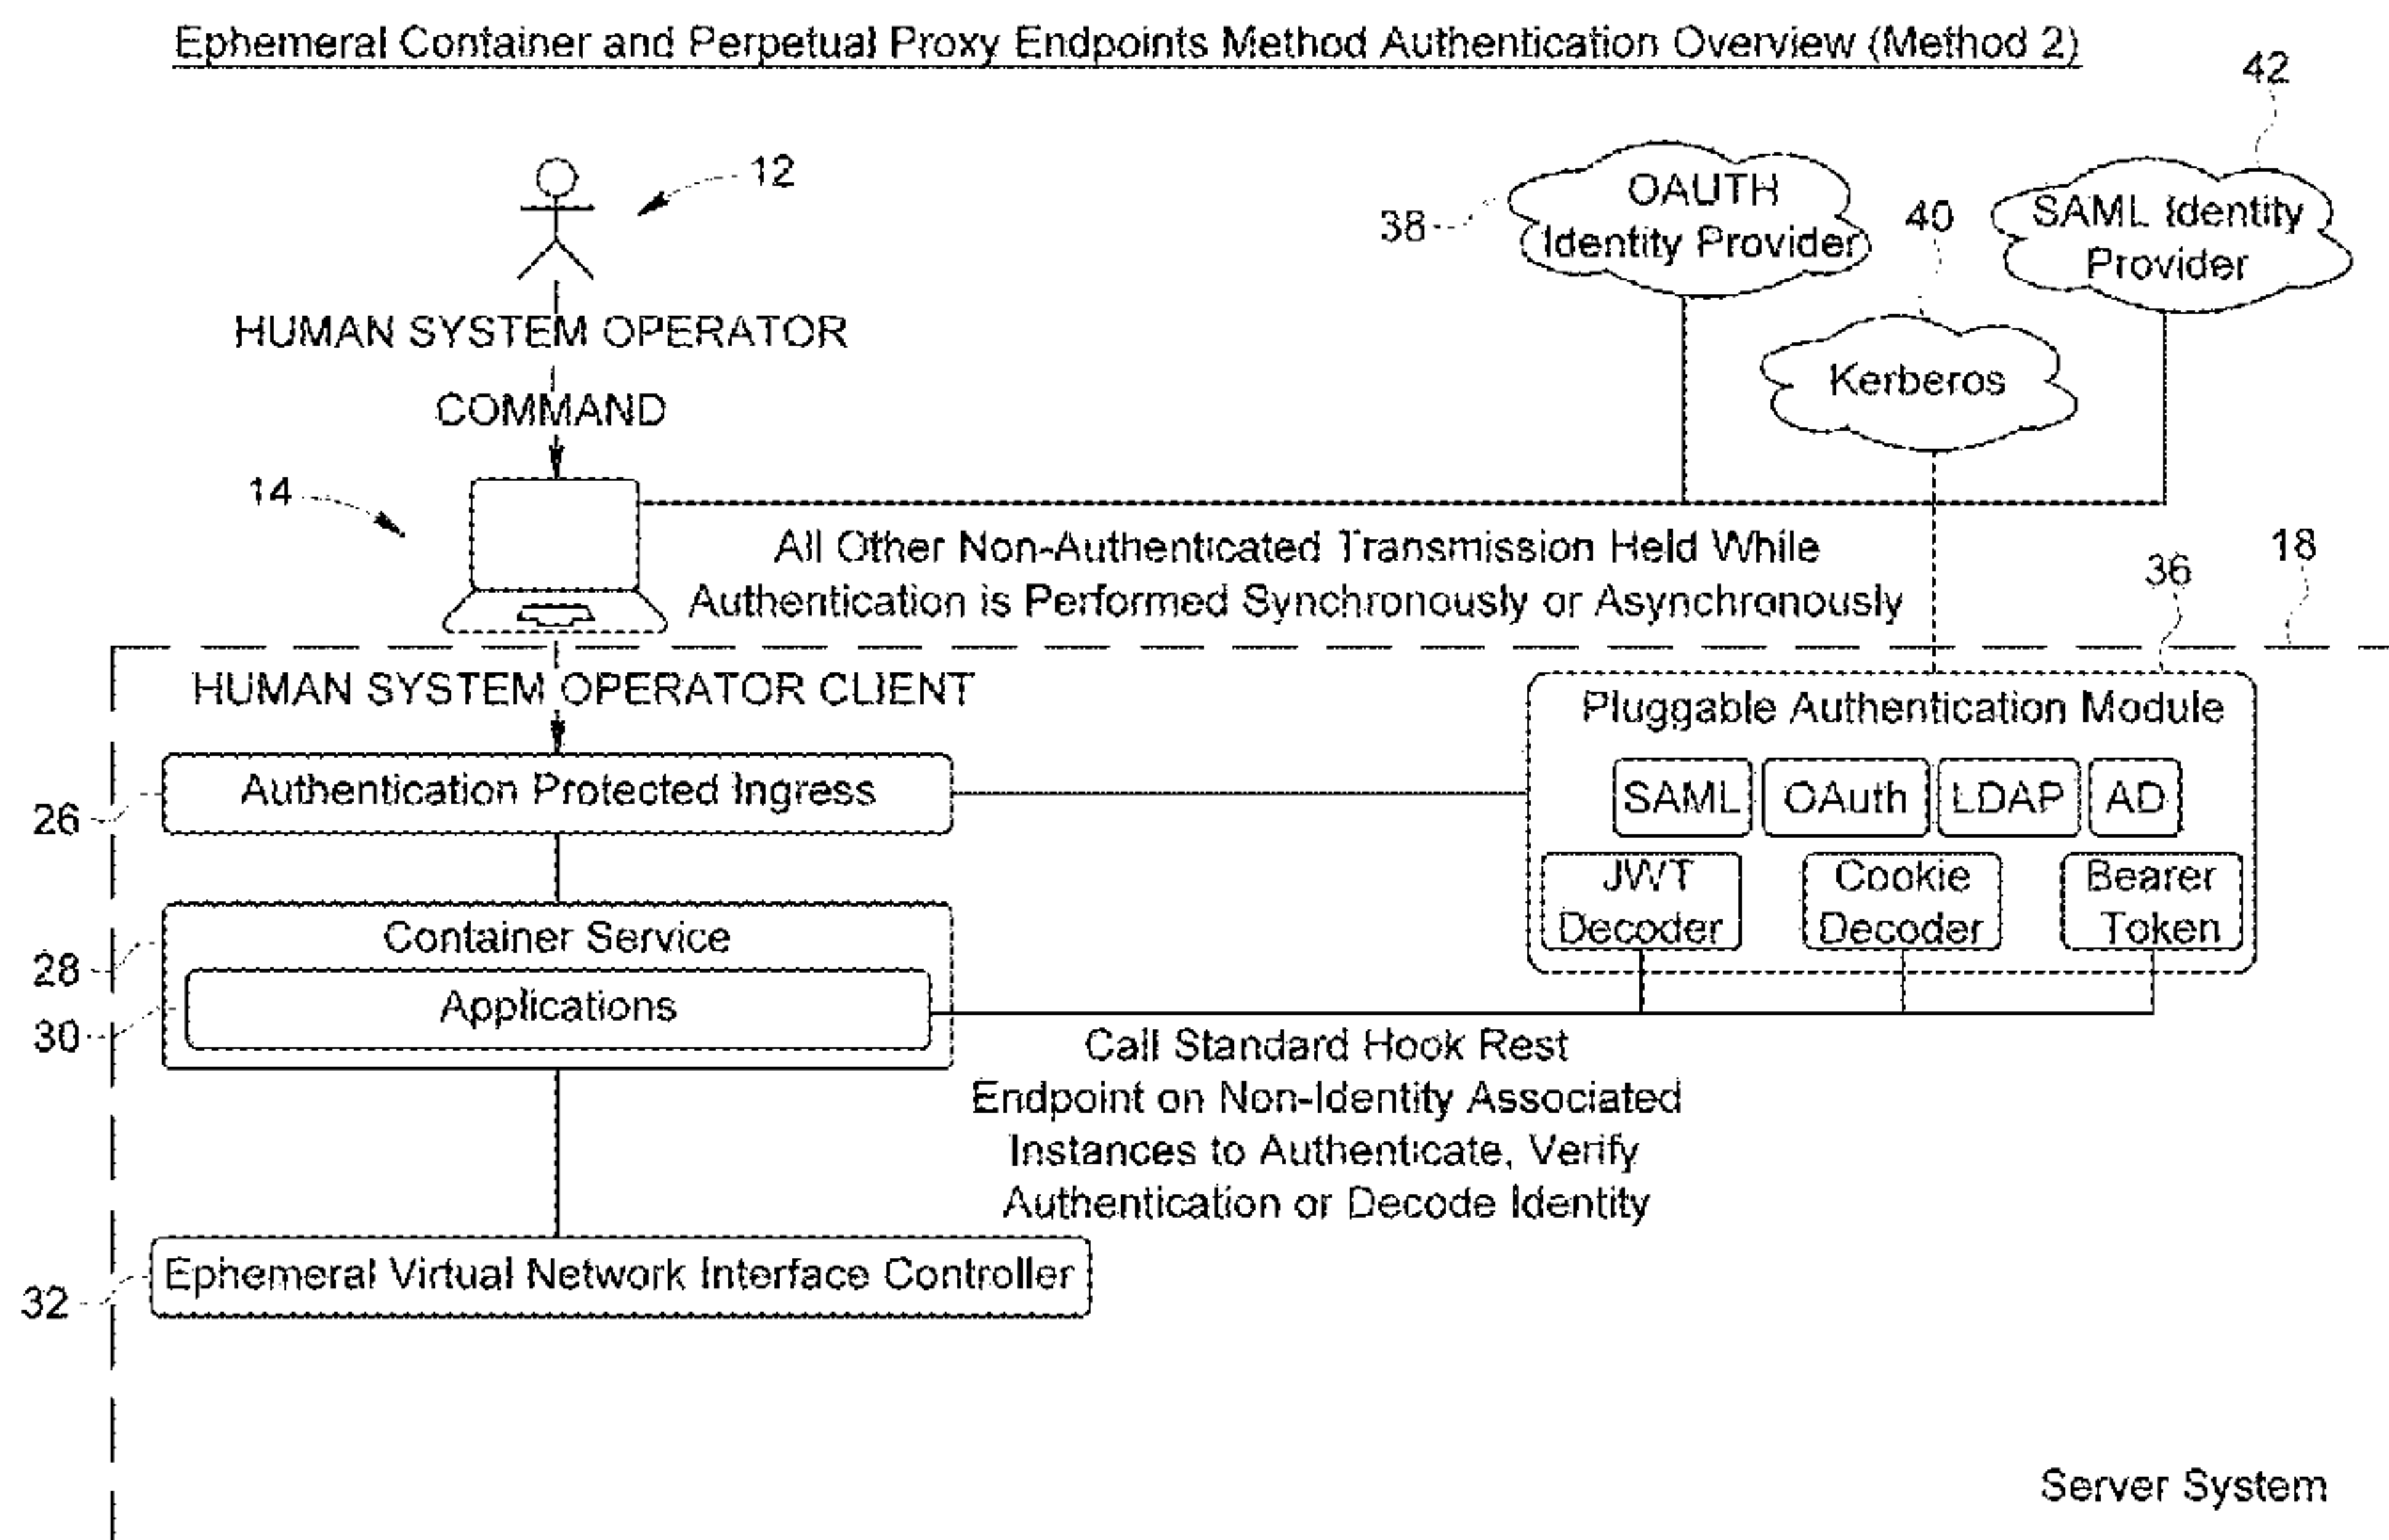 Ephemeral Container and Perpetual Proxy Endpoints Method Authentication Overview (Method 2)
42
12
OAUTH
Identity Provider
38
40
SAML Identity
Provider
HUMAN SYSTEM OPERATOR
Kerberos
COMMAND
14
All Other Non-Authenticated Transmission Held While
Authentication is Performed Synchronously or Asynchronously
18
36
HUMAN SYSTEM OPERATOR CLIENT
Pluggable Authentication Module
Authentication Protected Ingress
26
SAML
OAuth
LDAP
AD
JWT
Decoder
Cookie
Decoder
Bearer
Token
Container Service
28
Applications
30
Call Standard Hook Rest
Endpoint on Non-Identity Associated
Instances to Authenticate, Verify
Authentication or Decode Identity
Ephemeral Virtual Network Interface Controller
32
Server System